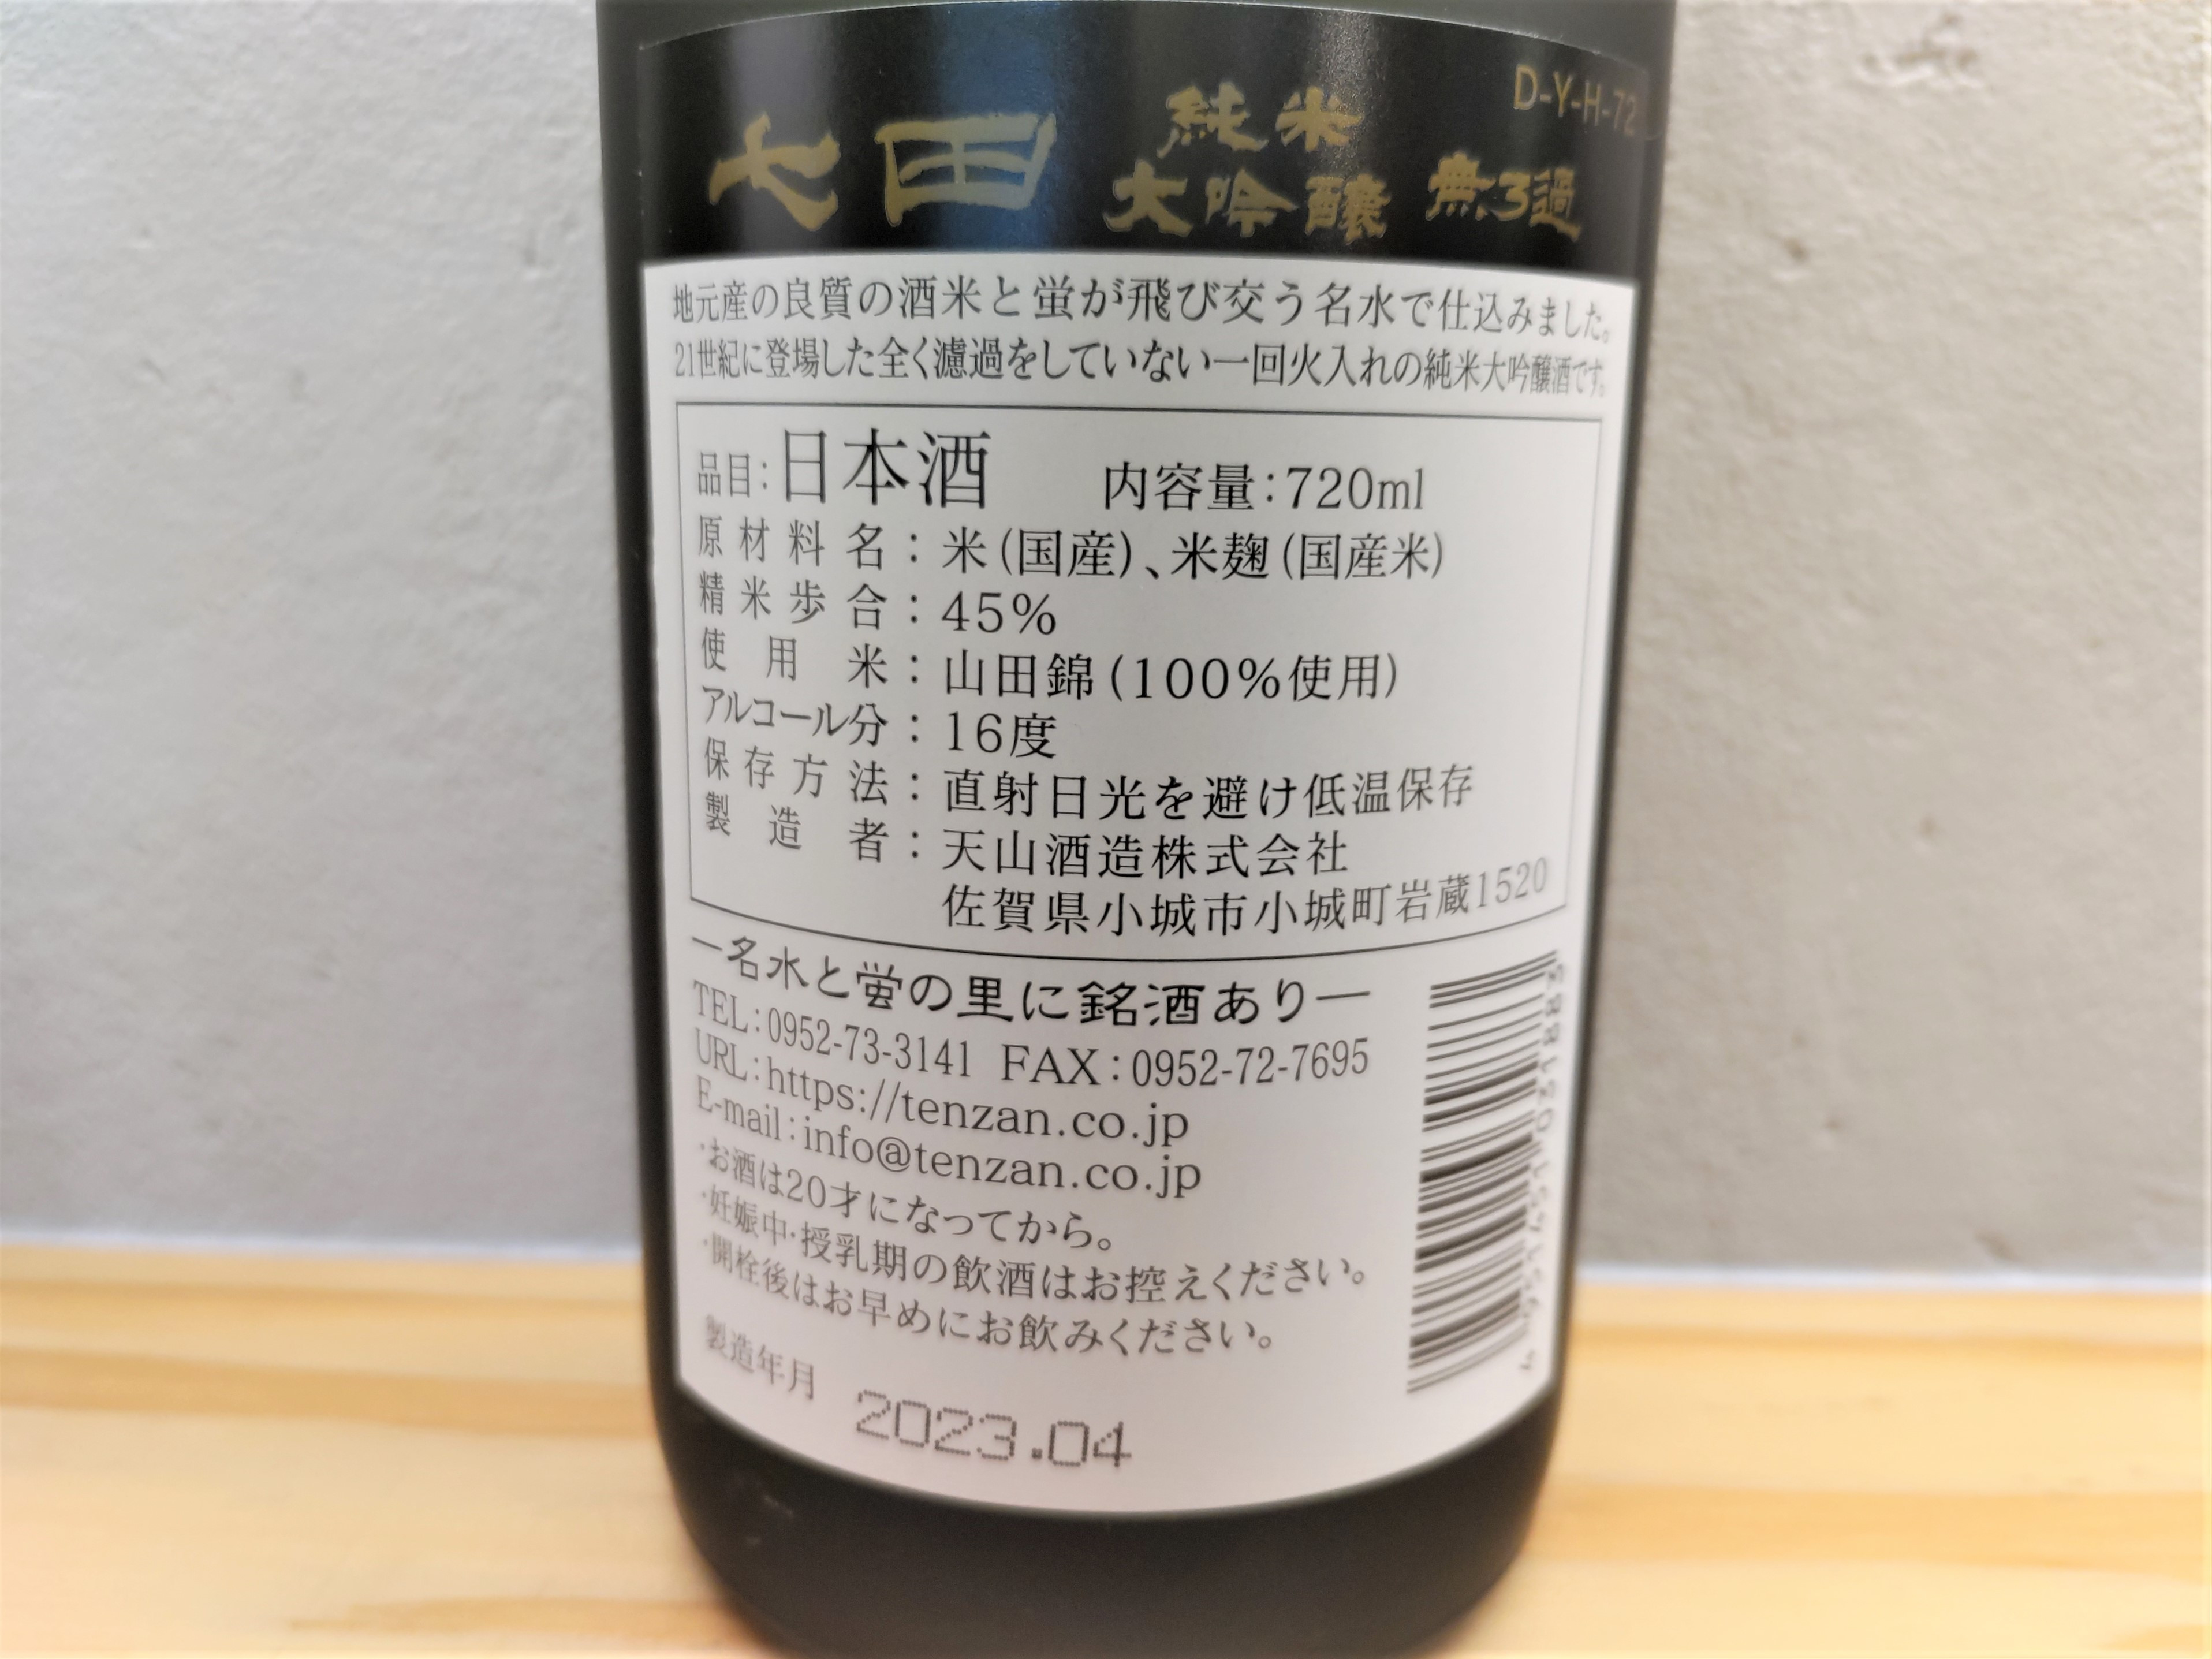 D-Y-H-72
七田 純米大吟醸 無ろ過
地元産の良質の酒米と蛍が飛び交う名水で仕込みました。
21世紀に登場した全く濾過をしていない一回火入れの純米大吟醸酒です。
品目:日本酒 内容量:720ml
原材料名:米(国産)、米麹(国産米)
精米歩合:45%
使用米:山田錦(100%使用)
アルコール分:16度
保存方法:直射日光を避け低温保存
製造者:天山酒造株式会社
佐賀県小城市小城町岩蔵1520
—名水と蛍の里に銘酒あり—
TEL:0952-73-3141 FAX:0952-72-7695
URL:https://tenzan.co.jp
E-mail:info@tenzan.co.jp
・お酒は20才になってから。
・妊娠中・授乳期の飲酒はお控えください。
・開栓後はお早めにお飲みください。
製造年月 2023.04